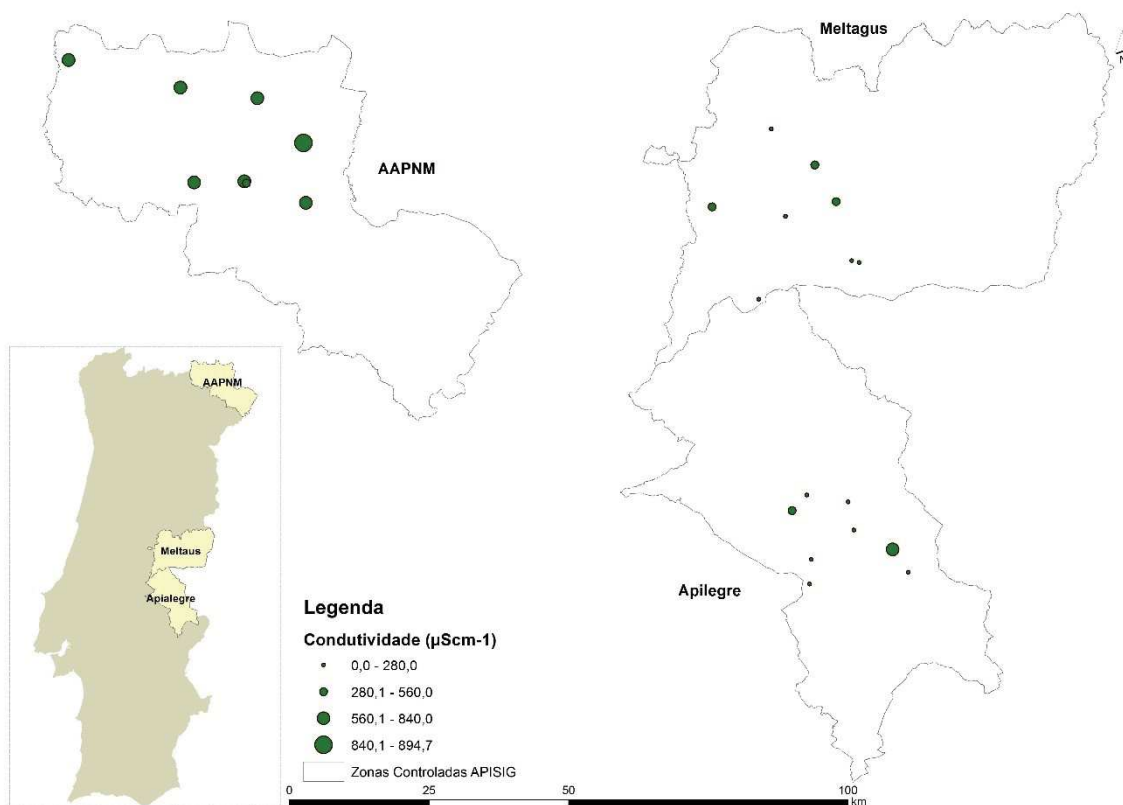 Meltagus
N
AAPNM
AAPNM
Meltaus
Apialegre
Apilegre
Legenda
Condutividade (µScm-1)
0,0 - 280,0
280,1 - 560,0
560,1 - 840,0
840,1 - 894,7
Zonas Controladas APISIG
0 25 50 100
km